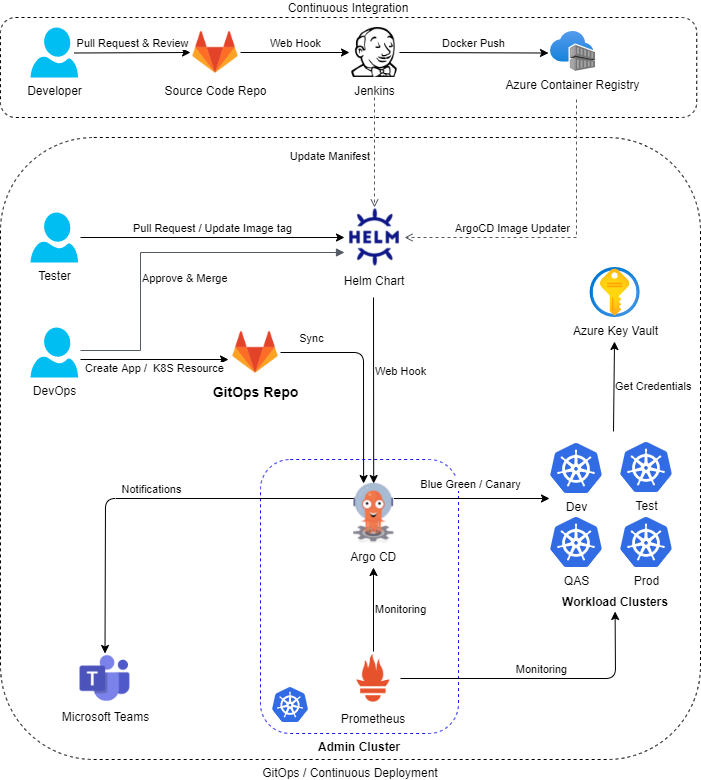 Continuous Integration
Pull Request & Review
Web Hook
Docker Push
Developer
Source Code Repo
Jenkins
Azure Container Registry
Update Manifest
Pull Request / Update Image tag
HELM
ArgoCD Image Updater
Tester
Approve & Merge
Helm Chart
Azure Key Vault
Sync
DevOps
Create App / K8S Resource
Web Hook
GitOps Repo
Get Credentials
Notifications
Blue Green / Canary
Dev
Test
Argo CD
QAS
Prod
Workload Clusters
Monitoring
Monitoring
T
Microsoft Teams
Prometheus
Admin Cluster
GitOps / Continuous Deployment